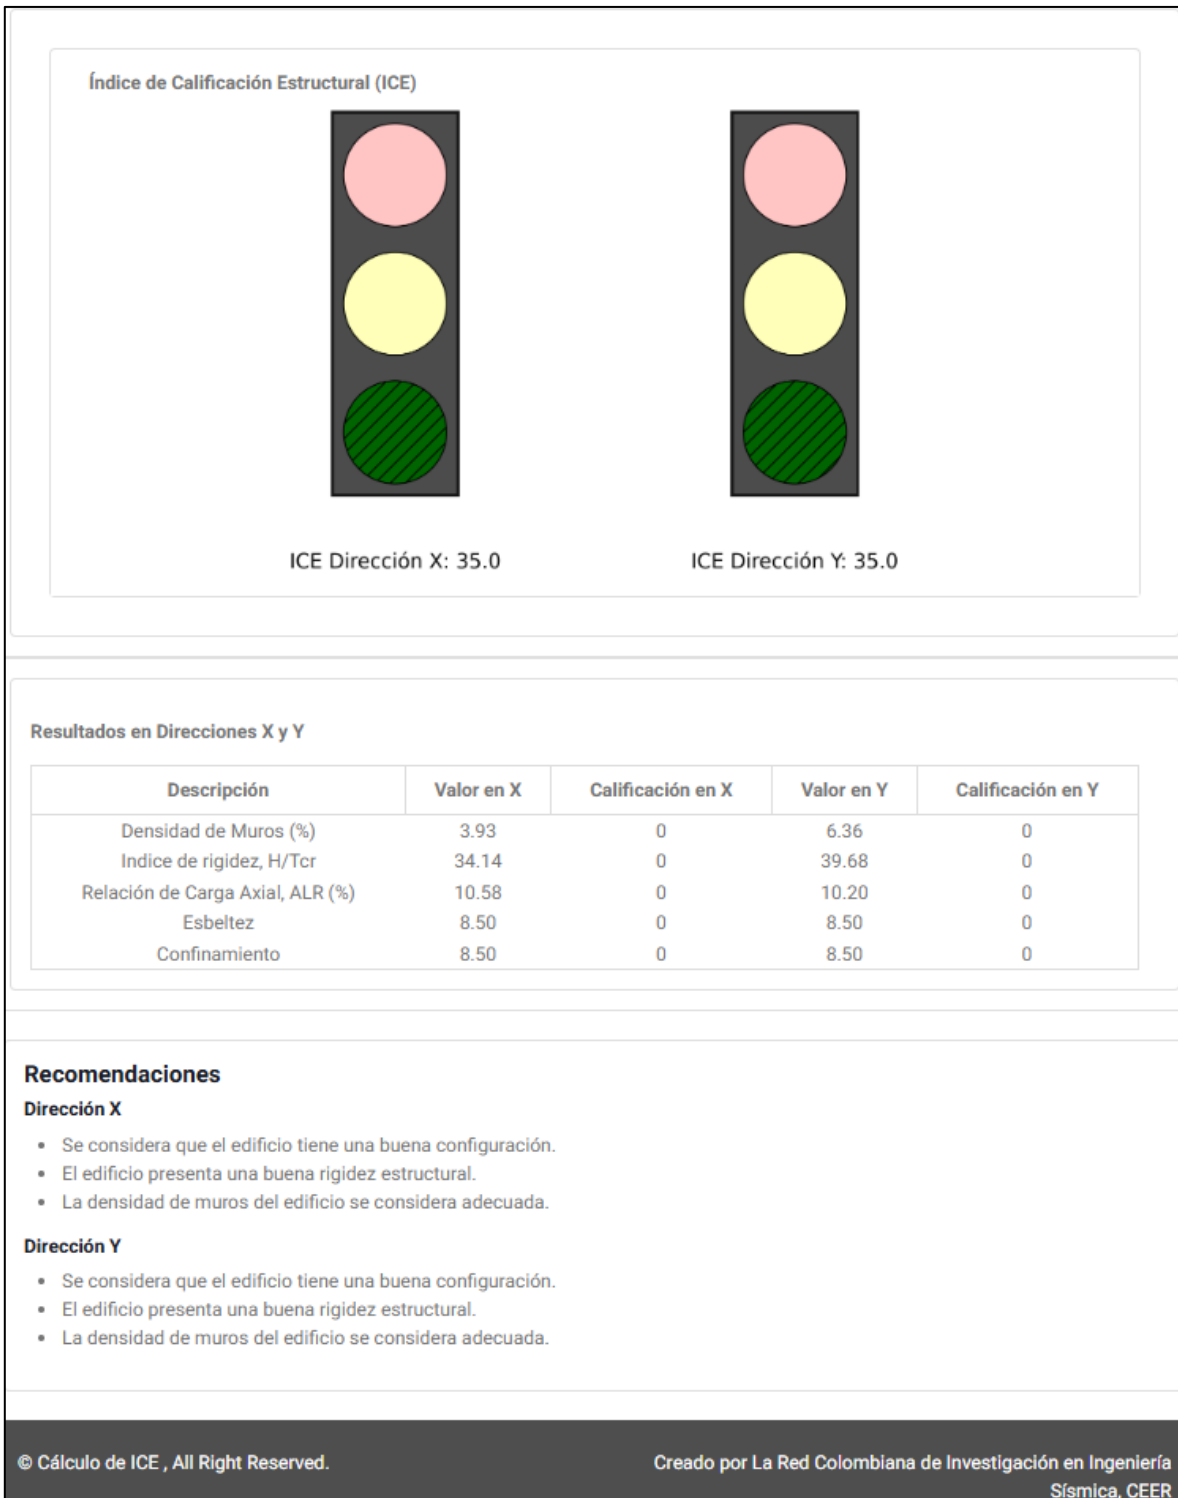 Índice de Calificación Estructural (ICE)
ICE Dirección X: 35.0
ICE Dirección Y: 35.0
Resultados en Direcciones X y Y
Descripción Valor en X Calificación en X Valor en Y Calificación en Y
Densidad de Muros (%) 3.93 0 6.36 0
Indice de rigidez, H/Tcr 34.14 0 39.68 0
Relación de Carga Axial, ALR (%) 10.58 0 10.20 0
Esbeltez 8.50 0 8.50 0
Confinamiento 8.50 0 8.50 0
Recomendaciones
Dirección X
• Se considera que el edificio tiene una buena configuración.
• El edificio presenta una buena rigidez estructural.
• La densidad de muros del edificio se considera adecuada.
Dirección Y
• Se considera que el edificio tiene una buena configuración.
• El edificio presenta una buena rigidez estructural.
• La densidad de muros del edificio se considera adecuada.
© Cálculo de ICE , All Right Reserved.
Creado por La Red Colombiana de Investigación en Ingeniería
Sísmica, CEER